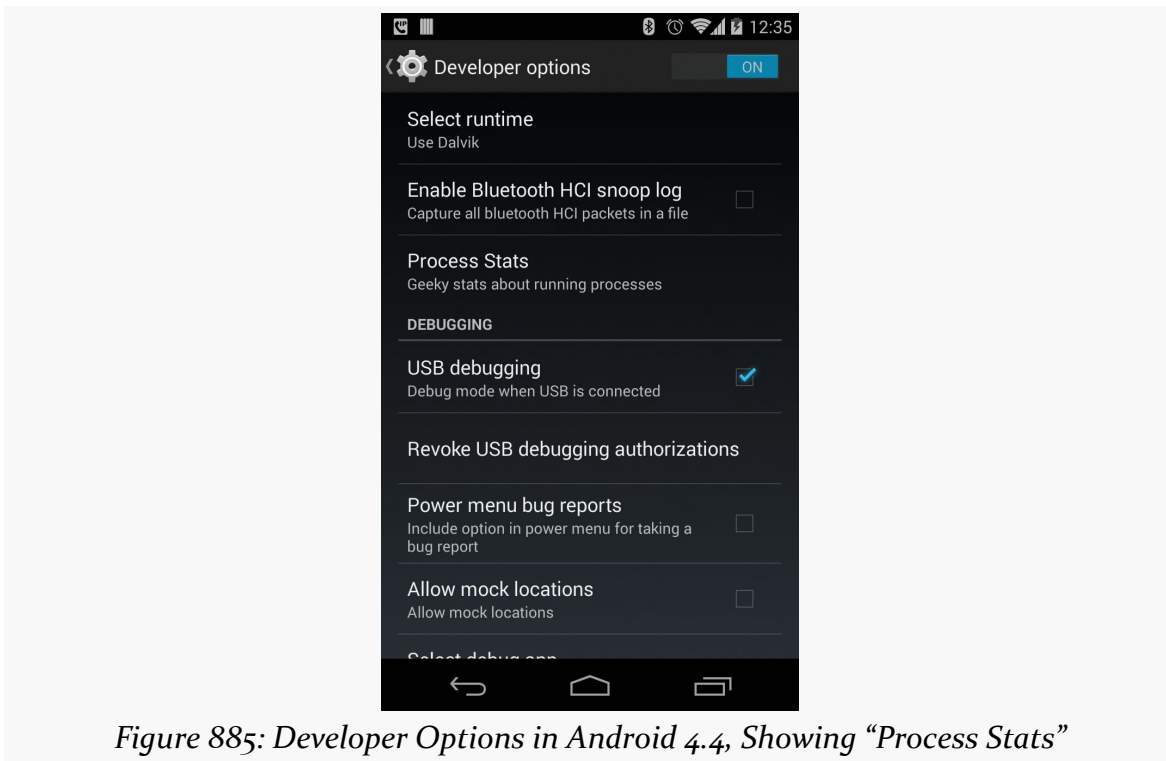 12:35
Developer options
ON
Select runtime
Use Dalvik
Enable Bluetooth HCI snoop log
Capture all bluetooth HCI packets in a file
Process Stats
Geeky stats about running processes
DEBUGGING
USB debugging
Debug mode when USB is connected
Revoke USB debugging authorizations
Power menu bug reports
Include option in power menu for taking a
bug report
Allow mock locations
Allow mock locations
Select debug app
Figure 885: Developer Options in Android 4.4, Showing “Process Stats”